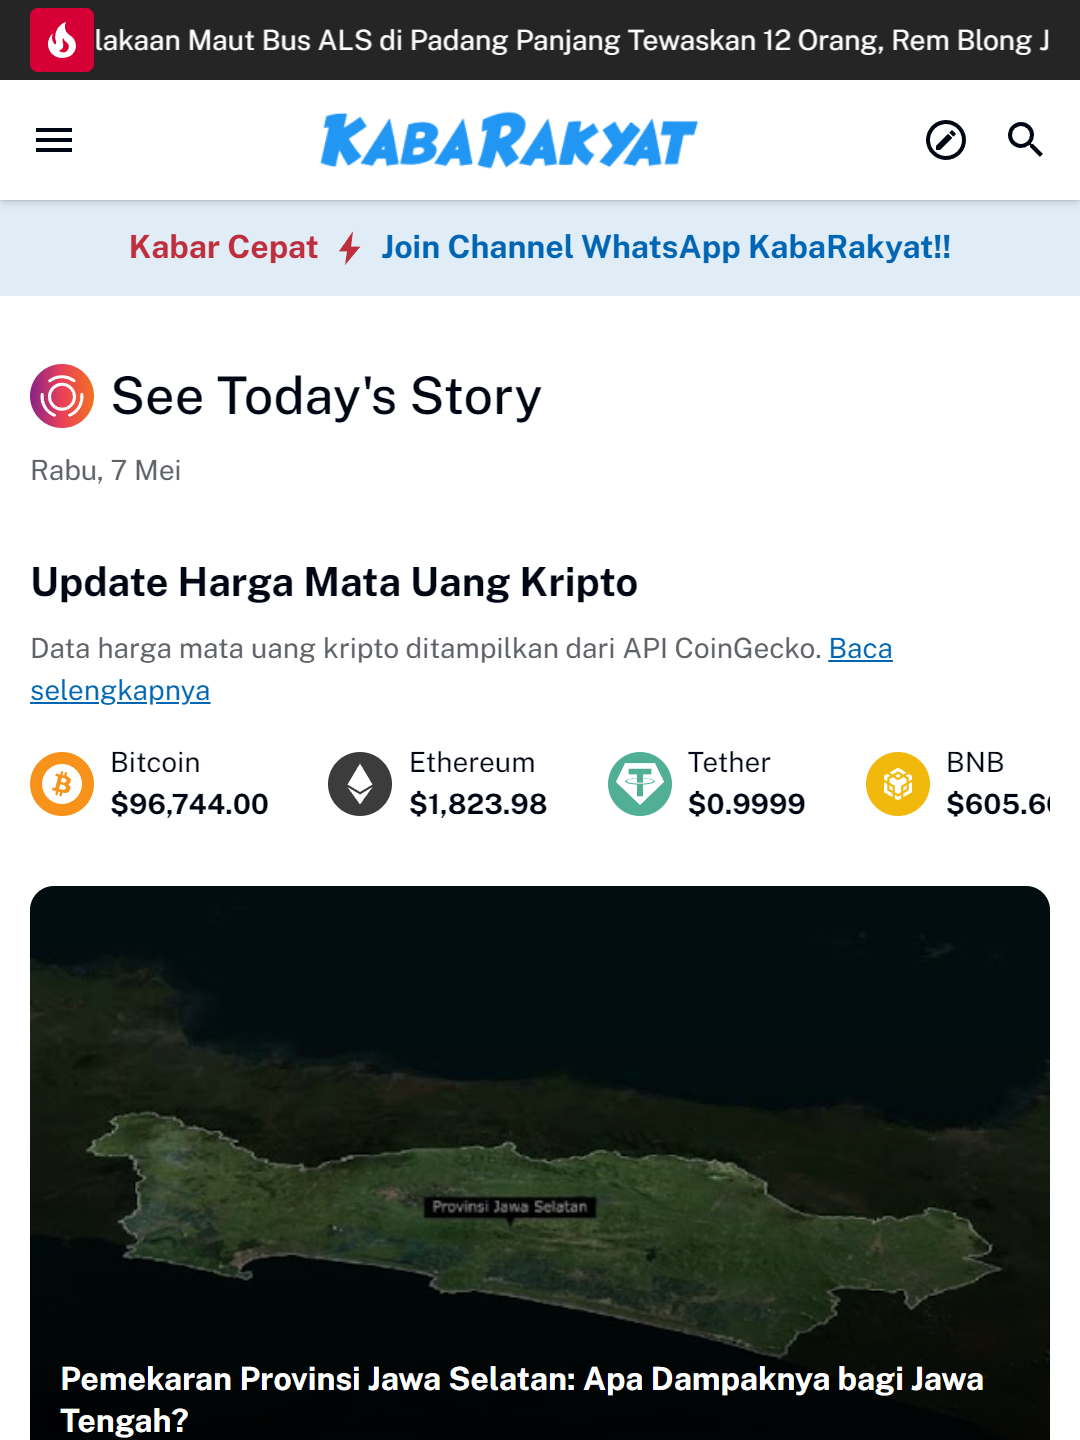 lakaan Maut Bus ALS di Padang Panjang Tewaskan 12 Orang, Rem Blong J
KABARAKYAT
Kabar Cepat Join Channel WhatsApp KabaRakyat!!
See Today's Story
Rabu, 7 Mei
Update Harga Mata Uang Kripto
Data harga mata uang kripto ditampilkan dari API CoinGecko. Baca
selengkapnya
Bitcoin
$96,744.00
Ethereum
$1,823.98
Tether
$0.9999
BNB
$605.6
Provinsi Jawa Selatan
Pemekaran Provinsi Jawa Selatan: Apa Dampaknya bagi Jawa
Tengah?